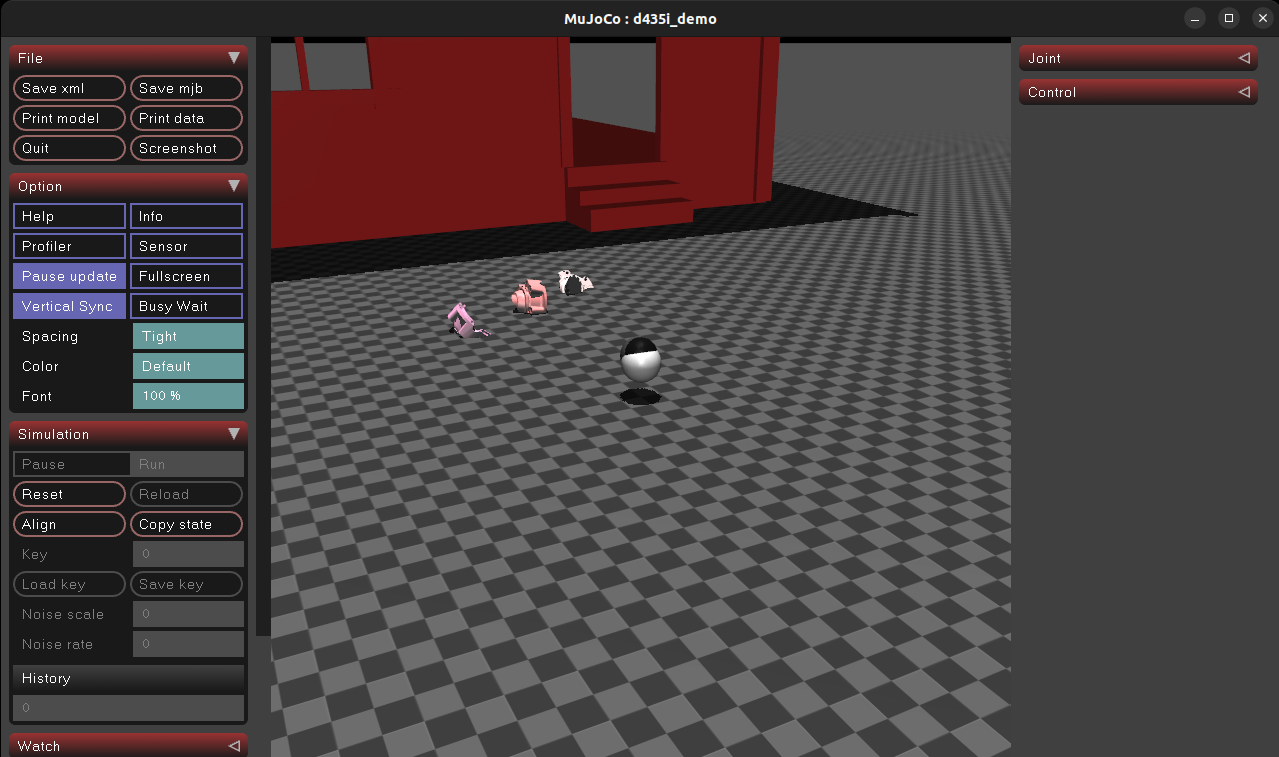 MuJoCo : d435i_demo
File
Save xml Save mjb
Print model Print data
Quit Screenshot
Option
Help Info
Profiler Sensor
Pause update Fullscreen
Vertical Sync Busy Wait
Spacing Tight
Color Default
Font 100 %
Simulation
Pause Run
Reset Reload
Align Copy state
Key 0
Load key Save key
Noise scale 0
Noise rate 0
History
0
Watch
Joint
Control